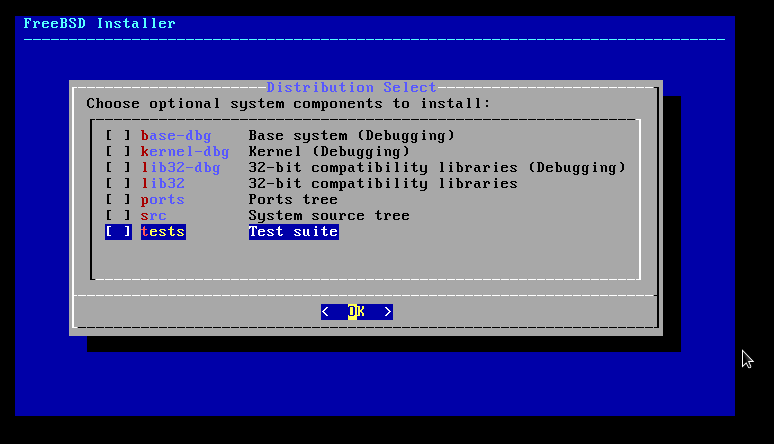 FreeBSD Installer
Distribution Select
Choose optional system components to install:
[ ] base-dbg Base system (Debugging)
[ ] kernel-dbg Kernel (Debugging)
[ ] lib32-dbg 32-bit compatibility libraries (Debugging)
[ ] lib32 32-bit compatibility libraries
[ ] ports Ports tree
[ ] src System source tree
[ ] tests Test suite
< OK >